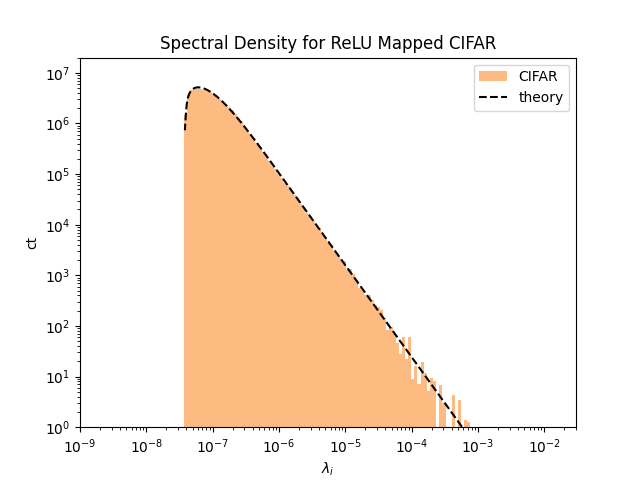 Spectral Density for ReLU Mapped CIFAR
CIFAR
theory
ct
10⁷
10⁶
10⁵
10⁴
10³
10²
10¹
10⁰
10⁻⁹ 10⁻⁸ 10⁻⁷ 10⁻⁶ 10⁻⁵ 10⁻⁴ 10⁻³ 10⁻²
λᵢ